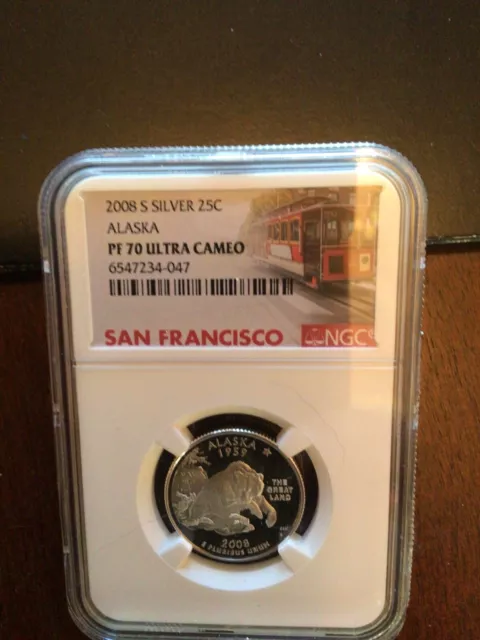 2008 S SILVER 25C
ALASKA
PF 70 ULTRA CAMEO
6547234-047
SAN FRANCISCO NGC
ALASKA
1959
THE
GREAT
LAND
2008
E PLURIBUS UNUM